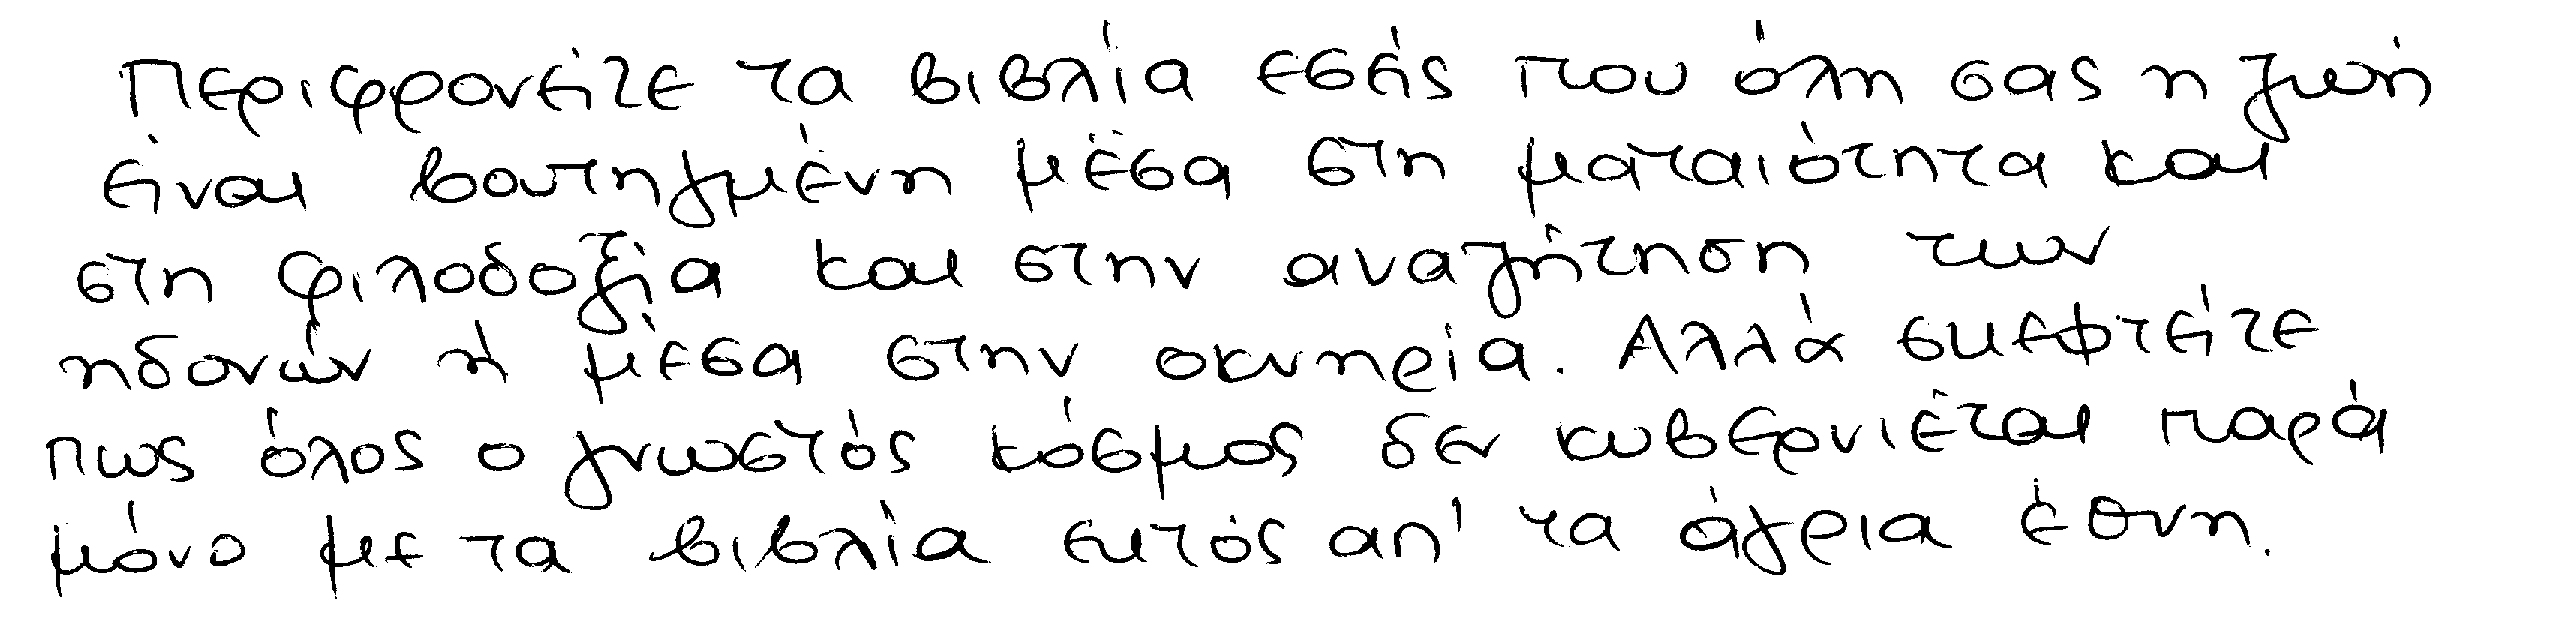 Περιφρονείτε τα βιβλία εσείς που όλη σας η ζωή
είναι βουτηγμένη μέσα στη ματαιότητα και
στη φιλοδοξία και στην αναζήτηση των
ηδονών ή μέσα στην οκνηρία. Αλλά σκεφτείτε
πως όλος ο γνωστός κόσμος δεν κυβερνιέται παρά
μόνο με τα βιβλία εκτός απ' τα άγρια έθνη.